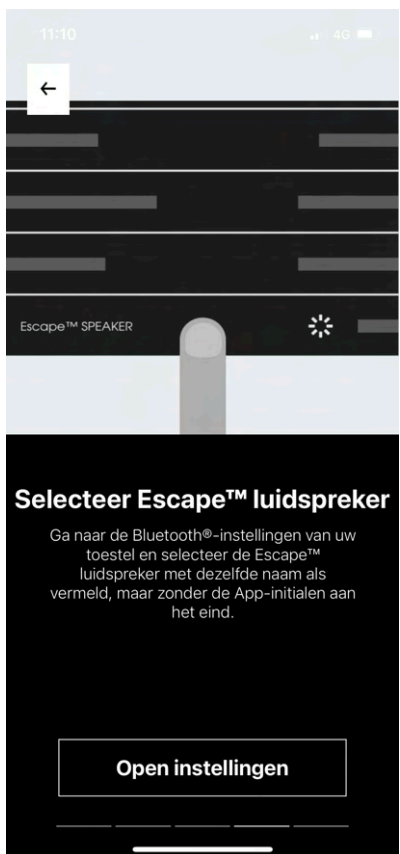 11:10
4G
Escape™ SPEAKER
Selecteer Escape™ luidspreker
Ga naar de Bluetooth®-instellingen van uw
toestel en selecteer de Escape™
luidspreker met dezelfde naam als
vermeld, maar zonder de App-initialen aan
het eind.
Open instellingen